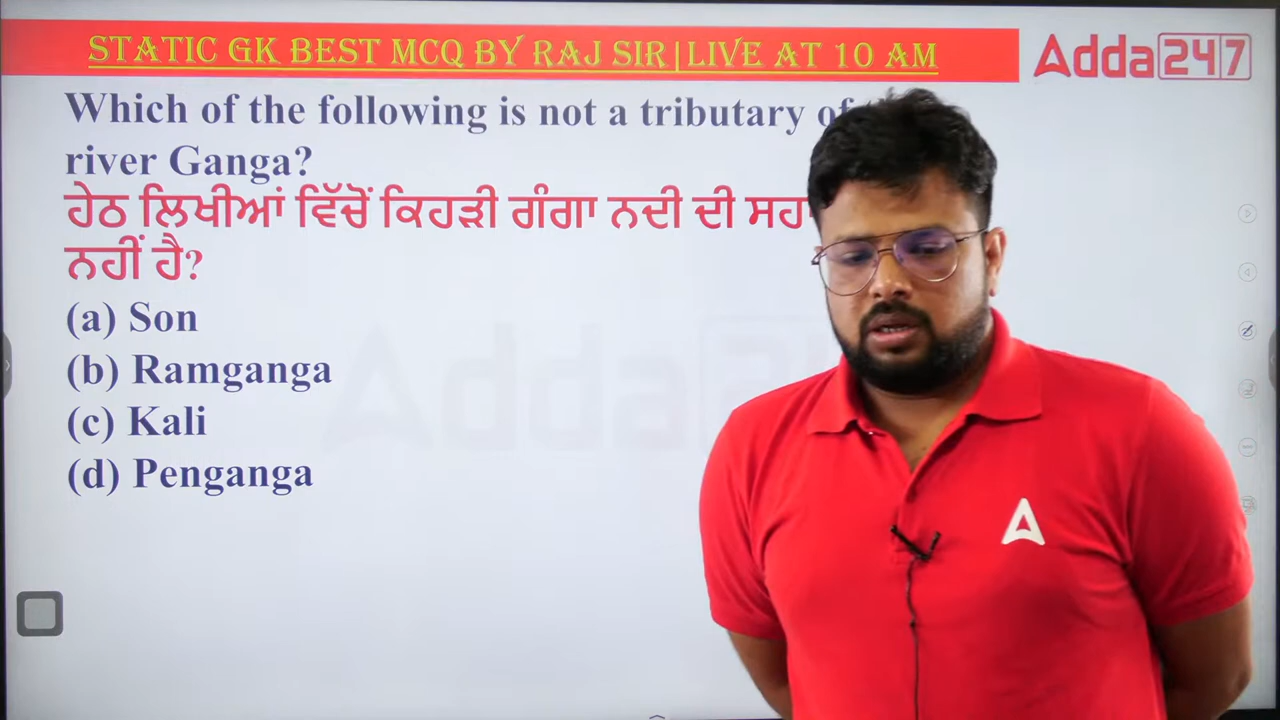 STATIC GK BEST MCQ BY RAJ SIR|LIVE AT 10 AM
Adda247
Which of the following is not a tributary of
river Ganga?
ਹੇਠ ਲਿਖੀਆਂ ਵਿੱਚੋਂ ਕਿਹੜੀ ਗੰਗਾ ਨਦੀ ਦੀ
ਨਹੀਂ ਹੈ?
(a) Son
(b) Ramganga
(c) Kali
(d) Penganga